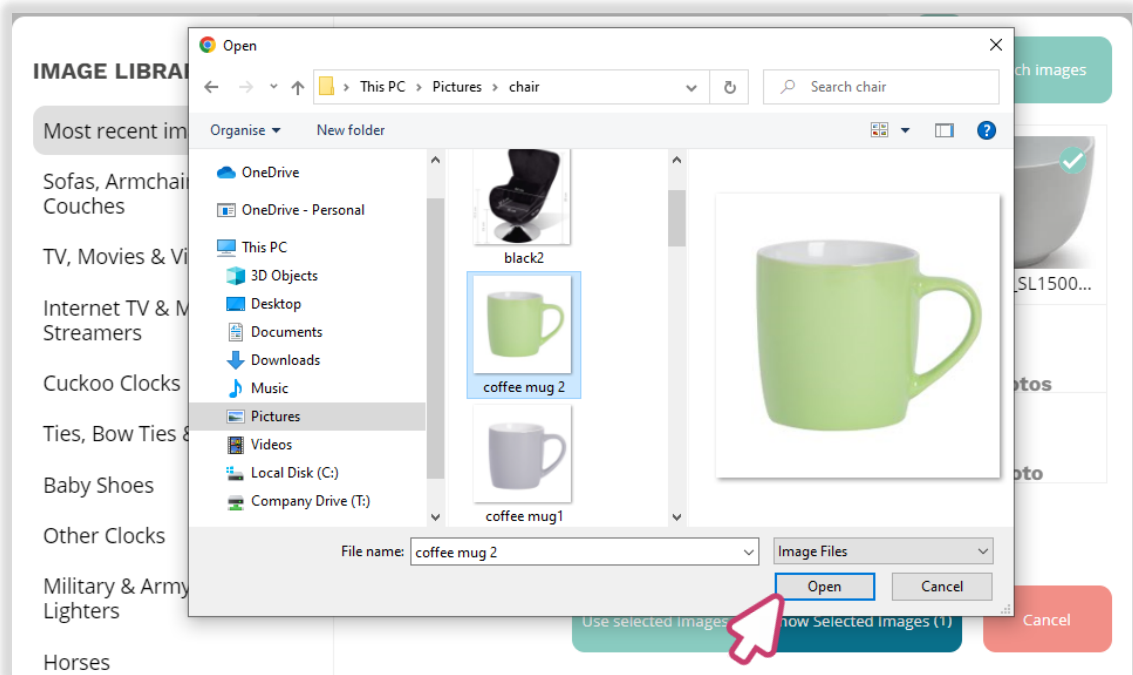 Open
IMAGE LIBRA
ch images
This PC > Pictures > chair
Search chair
Organise
New folder
Most recent im
Sofas, Armchai
Couches
TV, Movies & Vi
Internet TV & M
Streamers
Cuckoo Clocks
Ties, Bow Ties &
Baby Shoes
Other Clocks
Military & Army
Lighters
Horses
OneDrive
OneDrive - Personal
This PC
3D Objects
Desktop
Documents
Downloads
Music
Pictures
Videos
Local Disk (C:)
Company Drive (T:)
black2
coffee mug 2
coffee mug1
_SL1500...
otos
oto
File name: coffee mug 2
Image Files
Open
Cancel
Use selected images
how Selected Images (1)
Cancel